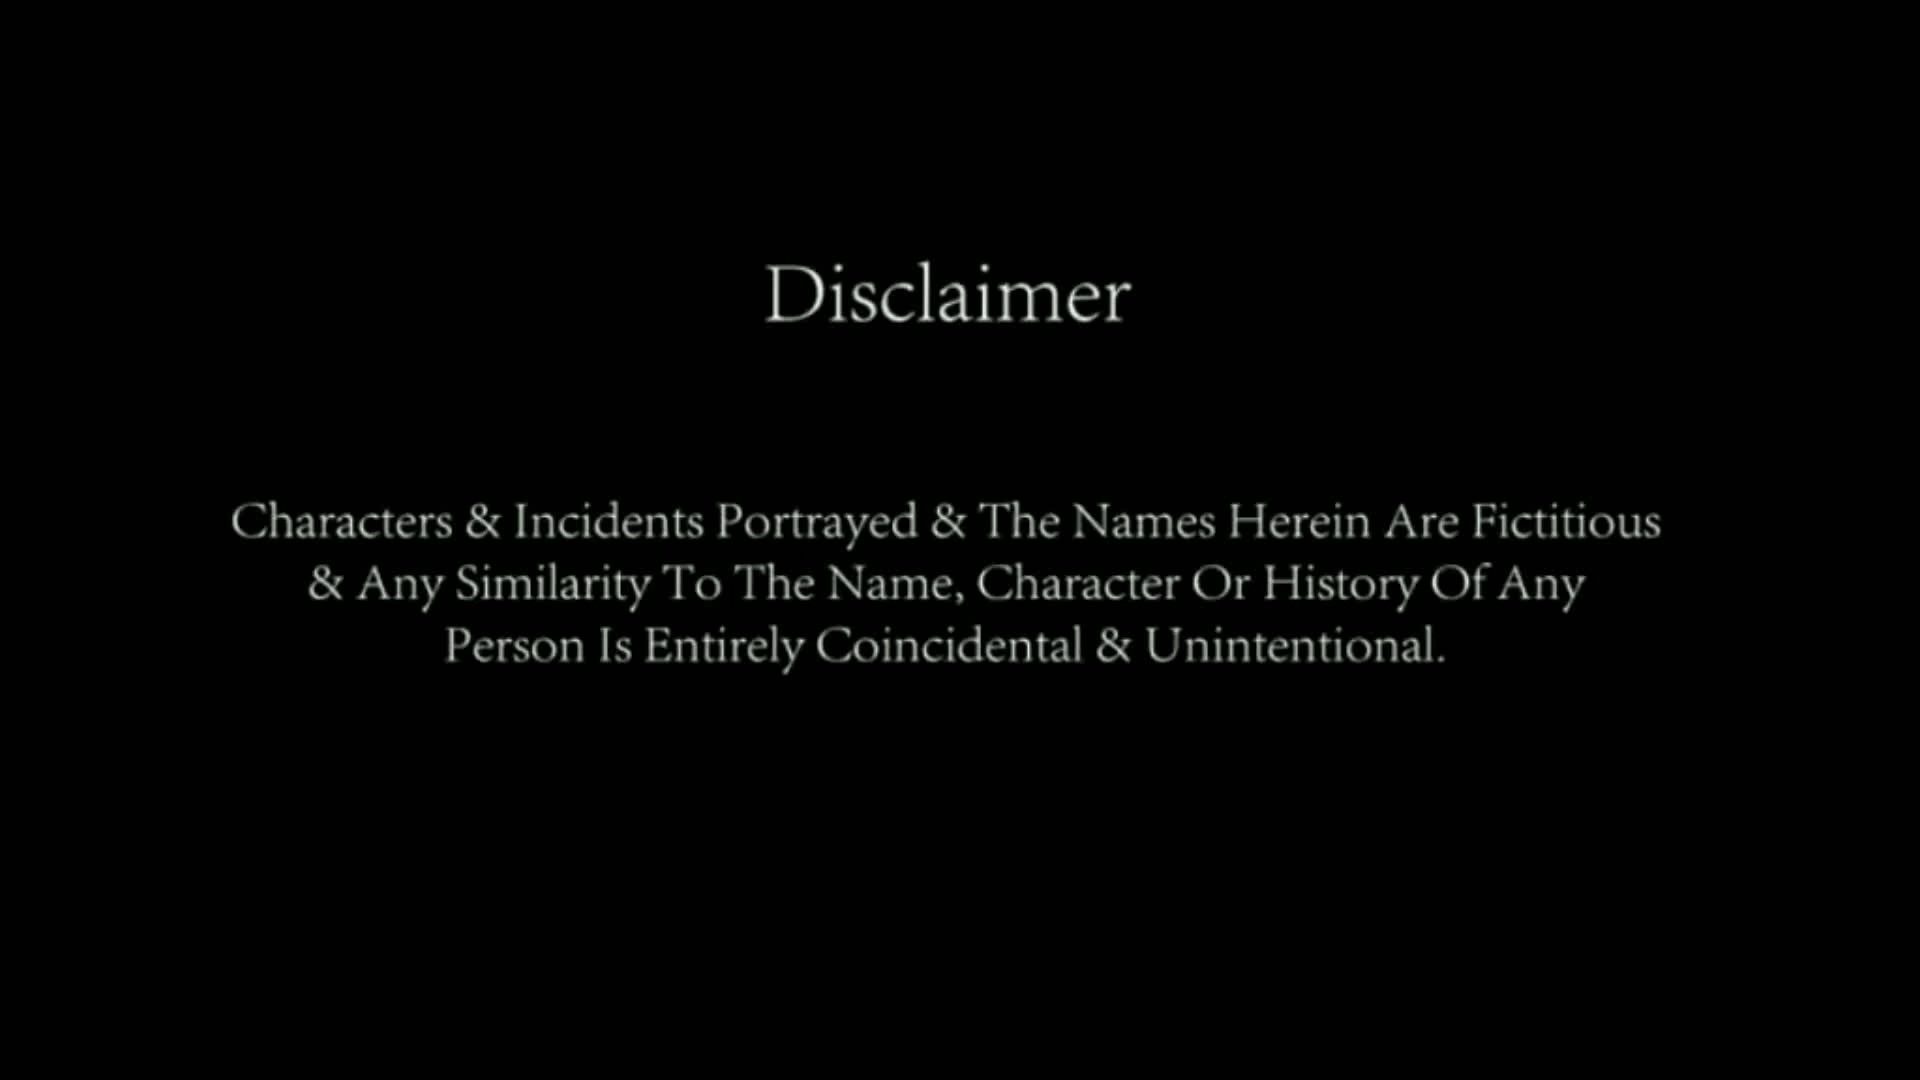 Disclaimer
Characters & Incidents Portrayed & The Names Herein Are Fictitious
& Any Similarity To The Name, Character Or History Of Any
Person Is Entirely Coincidental & Unintentional.